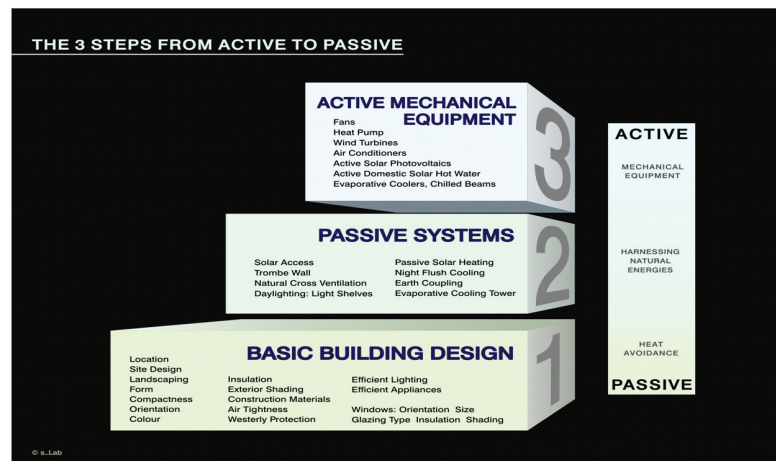 THE 3 STEPS FROM ACTIVE TO PASSIVE
ACTIVE MECHANICAL
EQUIPMENT
Fans
Heat Pump
Wind Turbines
Air Conditioners
Active Solar Photovoltaics
Active Domestic Solar Hot Water
Evaporative Coolers, Chilled Beams
3
PASSIVE SYSTEMS
Solar Access
Trombe Wall
Natural Cross Ventilation
Daylighting: Light Shelves
Passive Solar Heating
Night Flush Cooling
Earth Coupling
Evaporative Cooling Tower
2
BASIC BUILDING DESIGN
Location
Site Design
Landscaping
Form
Compactness
Orientation
Colour
Insulation
Exterior Shading
Construction Materials
Air Tightness
Westerly Protection
Efficient Lighting
Efficient Appliances
Windows: Orientation Size
Glazing Type Insulation Shading
1
ACTIVE
MECHANICAL
EQUIPMENT
HARNESSING
NATURAL
ENERGIES
HEAT
AVOIDANCE
PASSIVE
© s_Lab